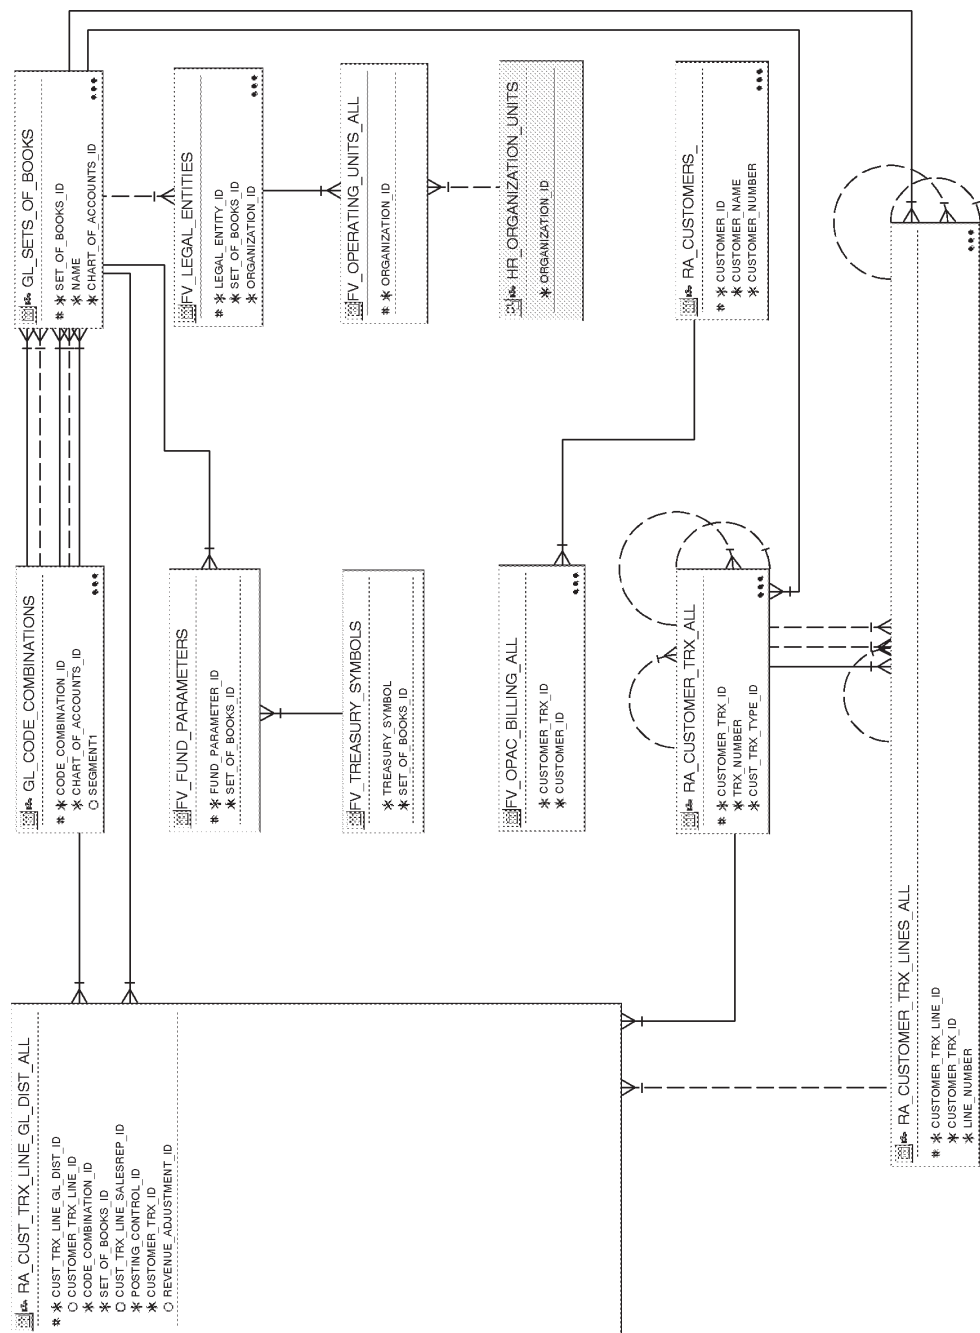 RA_CUST_TRX_LINE_GL_DIST_ALL
# * CUST_TRX_LINE_GL_DIST_ID
O CUSTOMER_TRX_LINE_ID
* CODE_COMBINATION_ID
* SET_OF_BOOKS_ID
O CUST_TRX_LINE_SALESREP_ID
* POSTING_CONTROL_ID
* CUSTOMER_TRX_ID
O REVENUE_ADJUSTMENT_ID
GL_CODE_COMBINATIONS
# * CODE_COMBINATION_ID
* CHART_OF_ACCOUNTS_ID
O SEGMENT1
GL_SETS_OF_BOOKS
# * SET_OF_BOOKS_ID
* NAME
* CHART_OF_ACCOUNTS_ID
FV_FUND_PARAMETERS
# * FUND_PARAMETER_ID
* SET_OF_BOOKS_ID
FV_LEGAL_ENTITIES
# * LEGAL_ENTITY_ID
* SET_OF_BOOKS_ID
* ORGANIZATION_ID
FV_TREASURY_SYMBOLS
* TREASURY_SYMBOL
* SET_OF_BOOKS_ID
FV_OPERATING_UNITS_ALL
# * ORGANIZATION_ID
FV_OPAC_BILLING_ALL
* CUSTOMER_TRX_ID
* CUSTOMER_ID
HR_ORGANIZATION_UNITS
* ORGANIZATION_ID
RA_CUSTOMER_TRX_ALL
# * CUSTOMER_TRX_ID
* TRX_NUMBER
* CUST_TRX_TYPE_ID
RA_CUSTOMERS_
# * CUSTOMER_ID
* CUSTOMER_NAME
* CUSTOMER_NUMBER
RA_CUSTOMER_TRX_LINES_ALL
# * CUSTOMER_TRX_LINE_ID
* CUSTOMER_TRX_ID
* LINE_NUMBER